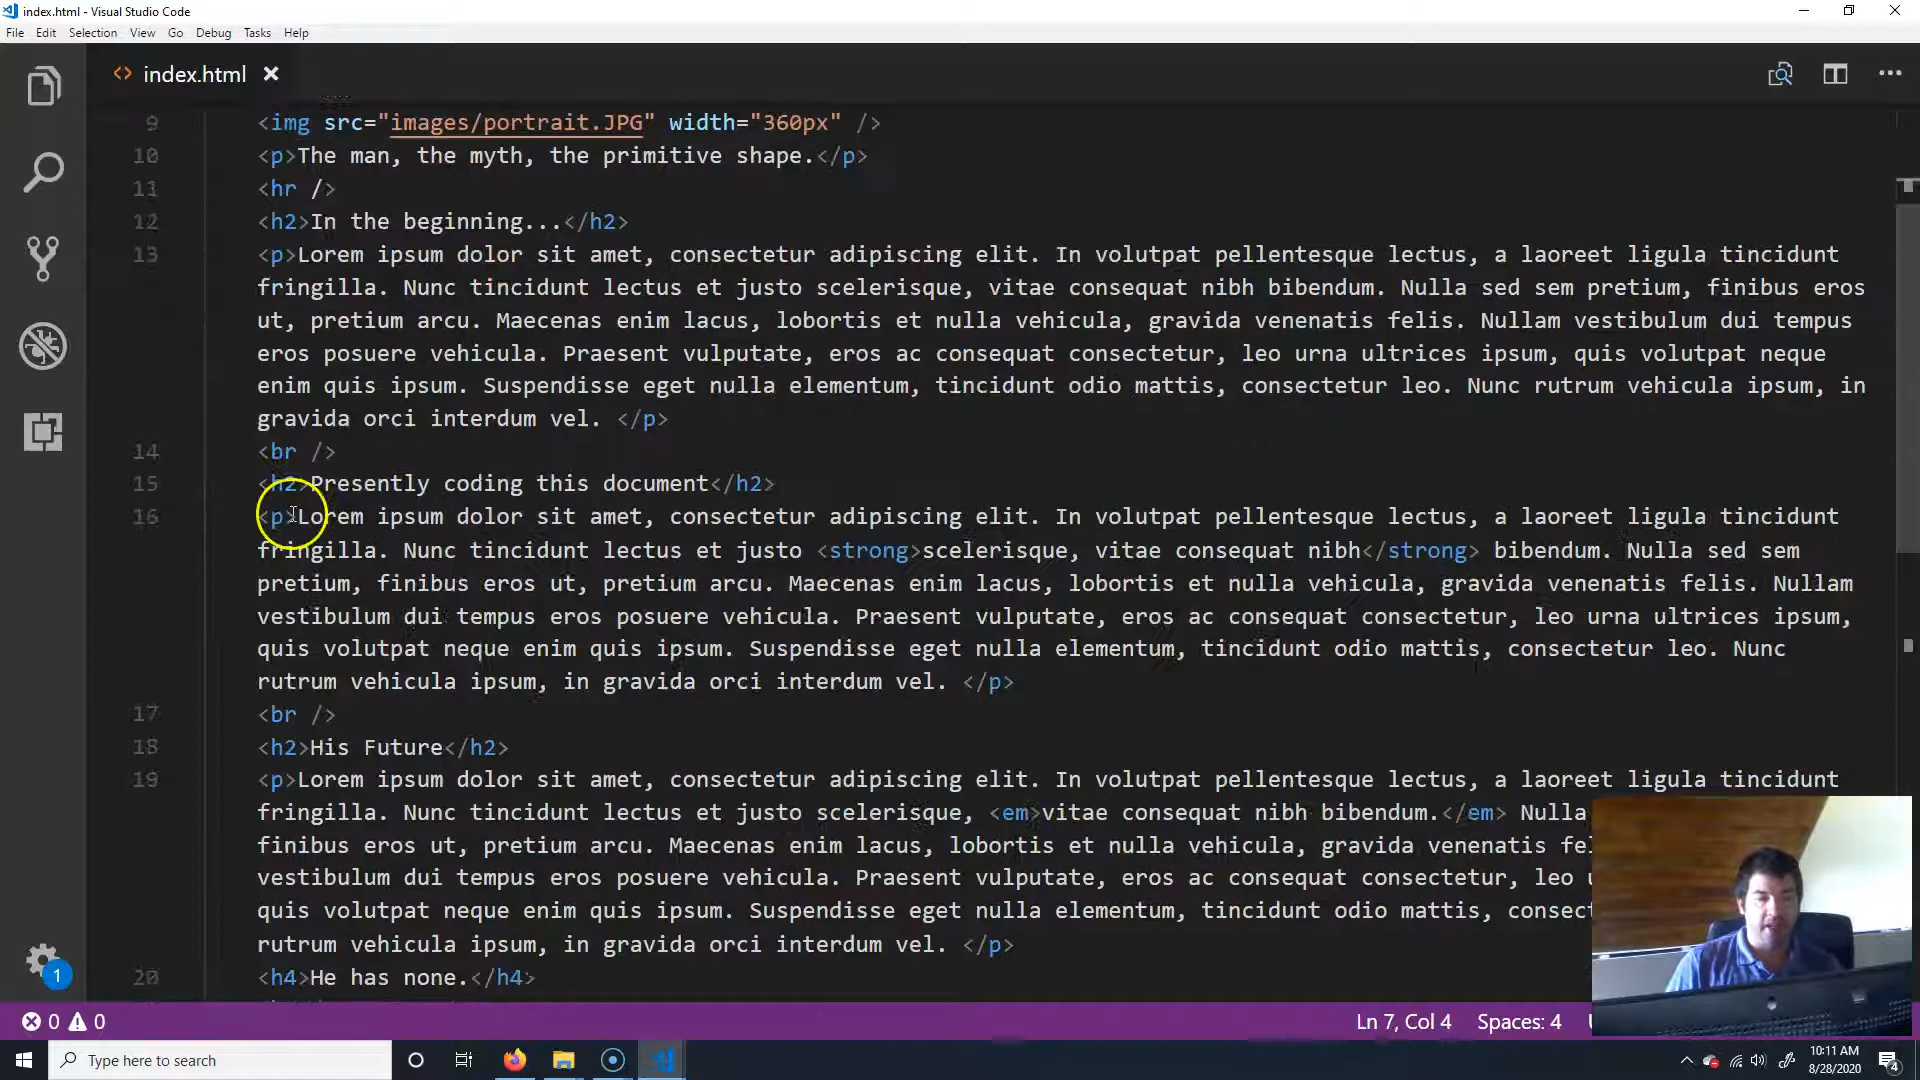 index.html - Visual Studio Code
File Edit Selection View Go Debug Tasks Help
<> index.html
9 <img src="images/portrait.JPG" width="360px" />
10 <p>The man, the myth, the primitive shape.</p>
11 <hr />
12 <h2>In the beginning...</h2>
13 <p>Lorem ipsum dolor sit amet, consectetur adipiscing elit. In volutpat pellentesque lectus, a laoreet ligula tincidunt
fringilla. Nunc tincidunt lectus et justo scelerisque, vitae consequat nibh bibendum. Nulla sed sem pretium, finibus eros
ut, pretium arcu. Maecenas enim lacus, lobortis et nulla vehicula, gravida venenatis felis. Nullam vestibulum dui tempus
eros posuere vehicula. Praesent vulputate, eros ac consequat consectetur, leo urna ultrices ipsum, quis volutpat neque
enim quis ipsum. Suspendisse eget nulla elementum, tincidunt odio mattis, consectetur leo. Nunc rutrum vehicula ipsum, in
gravida orci interdum vel. </p>
14 <br />
15 <h2>Presently coding this document</h2>
16 <p>Lorem ipsum dolor sit amet, consectetur adipiscing elit. In volutpat pellentesque lectus, a laoreet ligula tincidunt
fringilla. Nunc tincidunt lectus et justo <strong>scelerisque, vitae consequat nibh</strong> bibendum. Nulla sed sem
pretium, finibus eros ut, pretium arcu. Maecenas enim lacus, lobortis et nulla vehicula, gravida venenatis felis. Nullam
vestibulum dui tempus eros posuere vehicula. Praesent vulputate, eros ac consequat consectetur, leo urna ultrices ipsum,
quis volutpat neque enim quis ipsum. Suspendisse eget nulla elementum, tincidunt odio mattis, consectetur leo. Nunc
rutrum vehicula ipsum, in gravida orci interdum vel. </p>
17 <br />
18 <h2>His Future</h2>
19 <p>Lorem ipsum dolor sit amet, consectetur adipiscing elit. In volutpat pellentesque lectus, a laoreet ligula tincidunt
fringilla. Nunc tincidunt lectus et justo scelerisque, <em>vitae consequat nibh bibendum.</em> Nulla
finibus eros ut, pretium arcu. Maecenas enim lacus, lobortis et nulla vehicula, gravida venenatis
vestibulum dui tempus eros posuere vehicula. Praesent vulputate, eros ac consequat consectetur, leo
quis volutpat neque enim quis ipsum. Suspendisse eget nulla elementum, tincidunt odio mattis,
rutrum vehicula ipsum, in gravida orci interdum vel. </p>
20 <h4>He has none.</h4>
1
0 0
Ln 7, Col 4 Spaces: 4
Type here to search
10:11 AM
8/28/2020
4